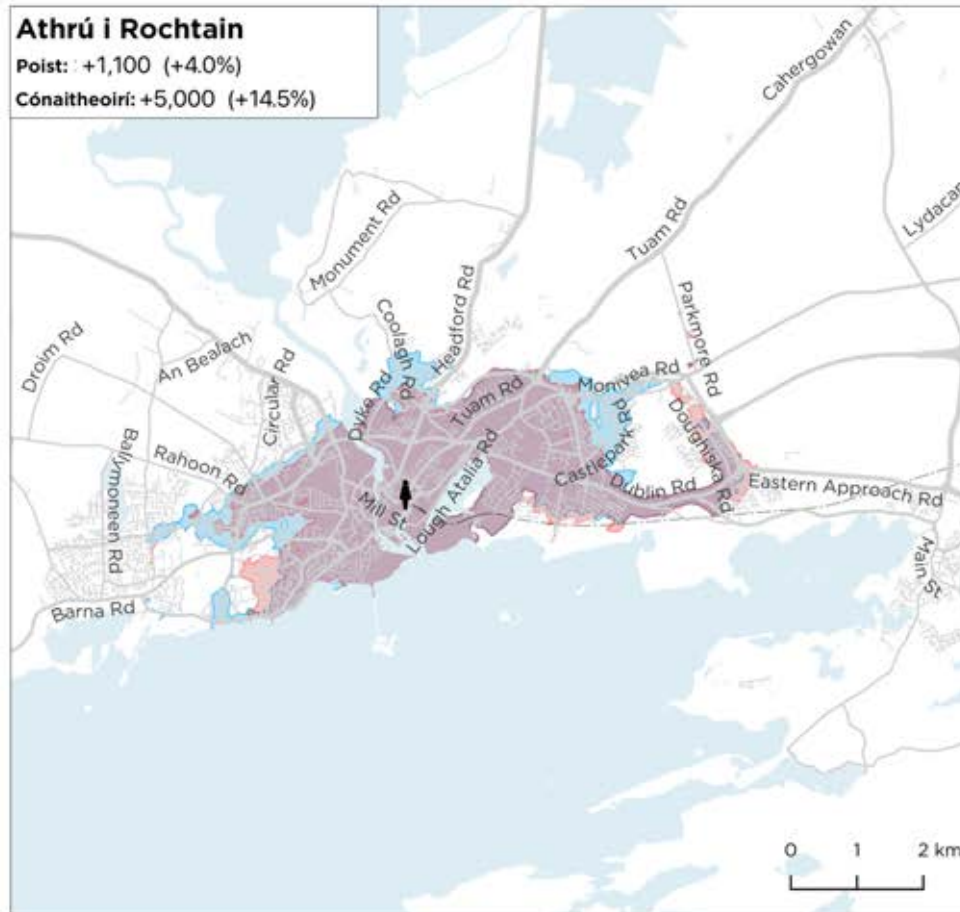 Athrú i Rochtain
Poist: +1,100 (+4.0%)
Cónaitheoirí: +5,000 (+14.5%)
Cahergowan
Lydacan
Monument Rd
Tuam Rd
Headford Rd
Parkmore Rd
Coolagh Rd
Droim Rd
An Bealach
Circular Rd
Dyke Rd
Monivea Rd
Tuam Rd
Castlepark Rd
Doughiska Rd
Ballymoneen Rd
Rahoon Rd
Lough Atalia Rd
Mill St
Dublin Rd
Eastern Approach Rd
Main St
Barna Rd
0 1 2 km